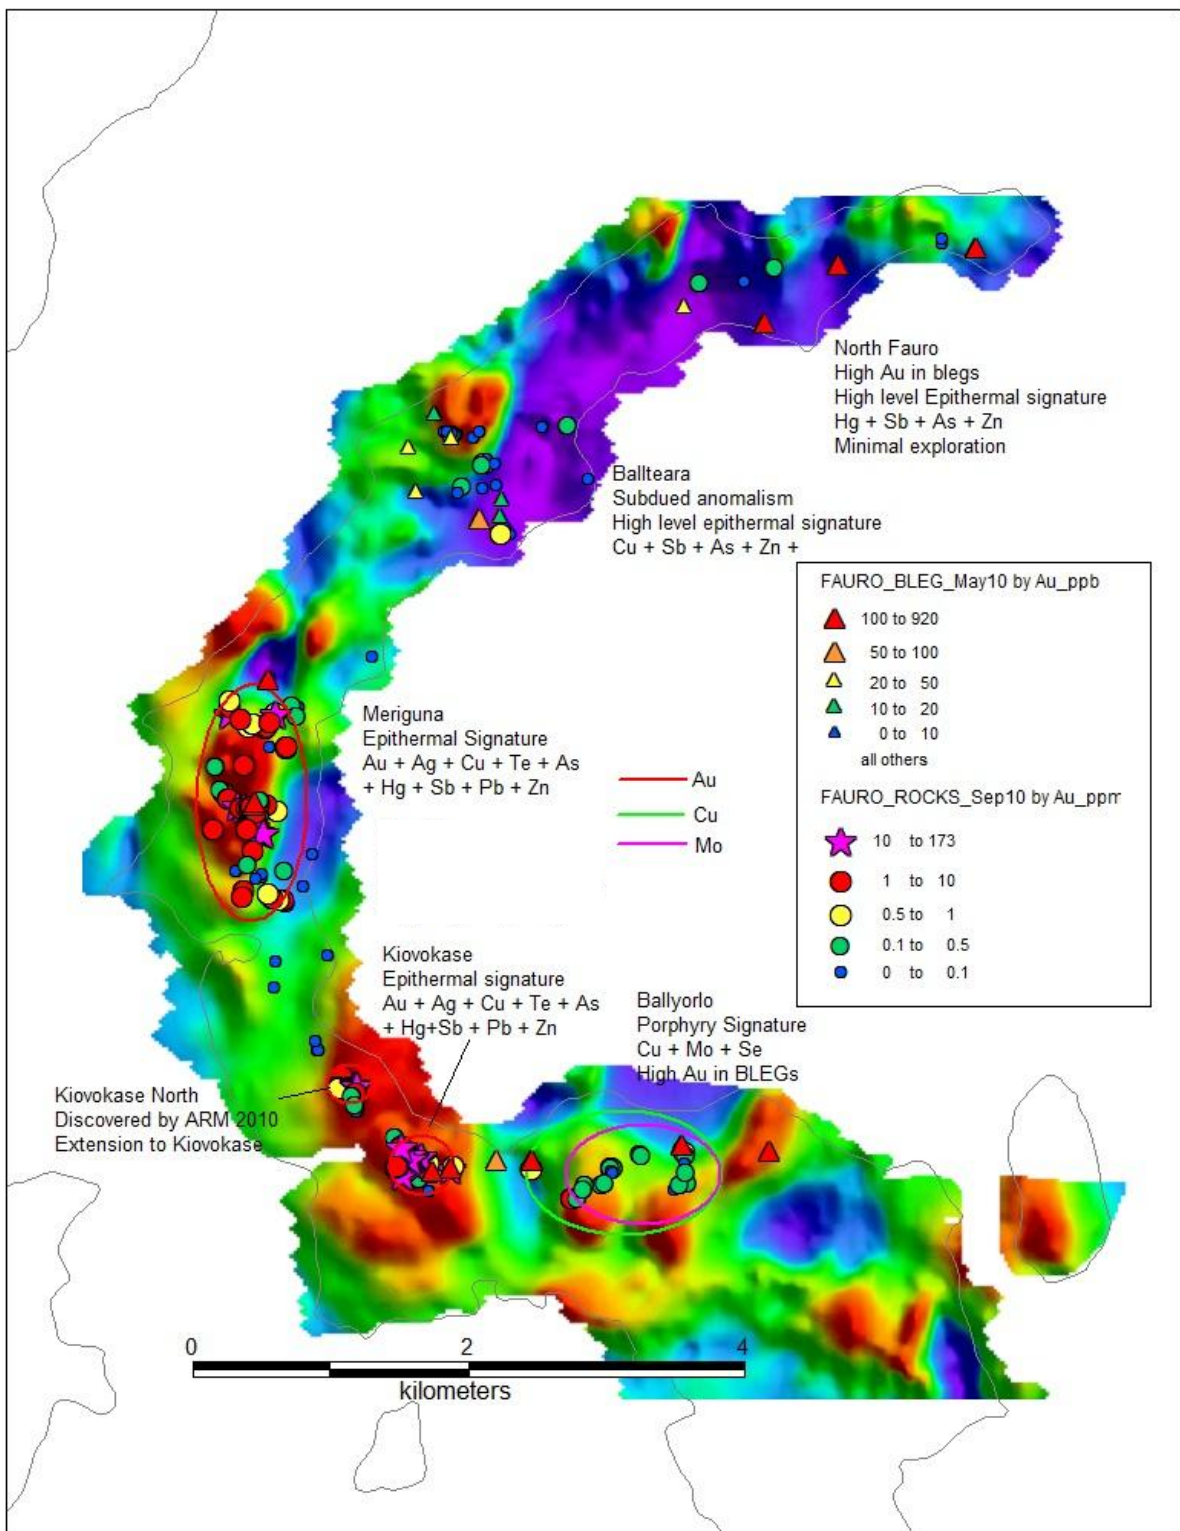 North Fauro
High Au in blegs
High level Epithermal signature
Hg + Sb + As + Zn
Minimal exploration
Ballteara
Subdued anomalism
High level epithermal signature
Cu + Sb + As + Zn +
FAURO_BLEG_May10 by Au_ppb
100 to 920
50 to 100
20 to 50
10 to 20
0 to 10
all others
FAURO_ROCKS_Sep10 by Au_ppm
10 to 173
1 to 10
0.5 to 1
0.1 to 0.5
0 to 0.1
Meriguna
Epithermal Signature
Au + Ag + Cu + Te + As
+ Hg + Sb + Pb + Zn
Au
Cu
Mo
Kiovokase
Epithermal signature
Au + Ag + Cu + Te + As
+ Hg+Sb + Pb + Zn
Ballyorlo
Porphyry Signature
Cu + Mo + Se
High Au in BLEGs
Kiovokase North
Discovered by ARM 2010
Extension to Kiovokase
0 2 4
kilometers